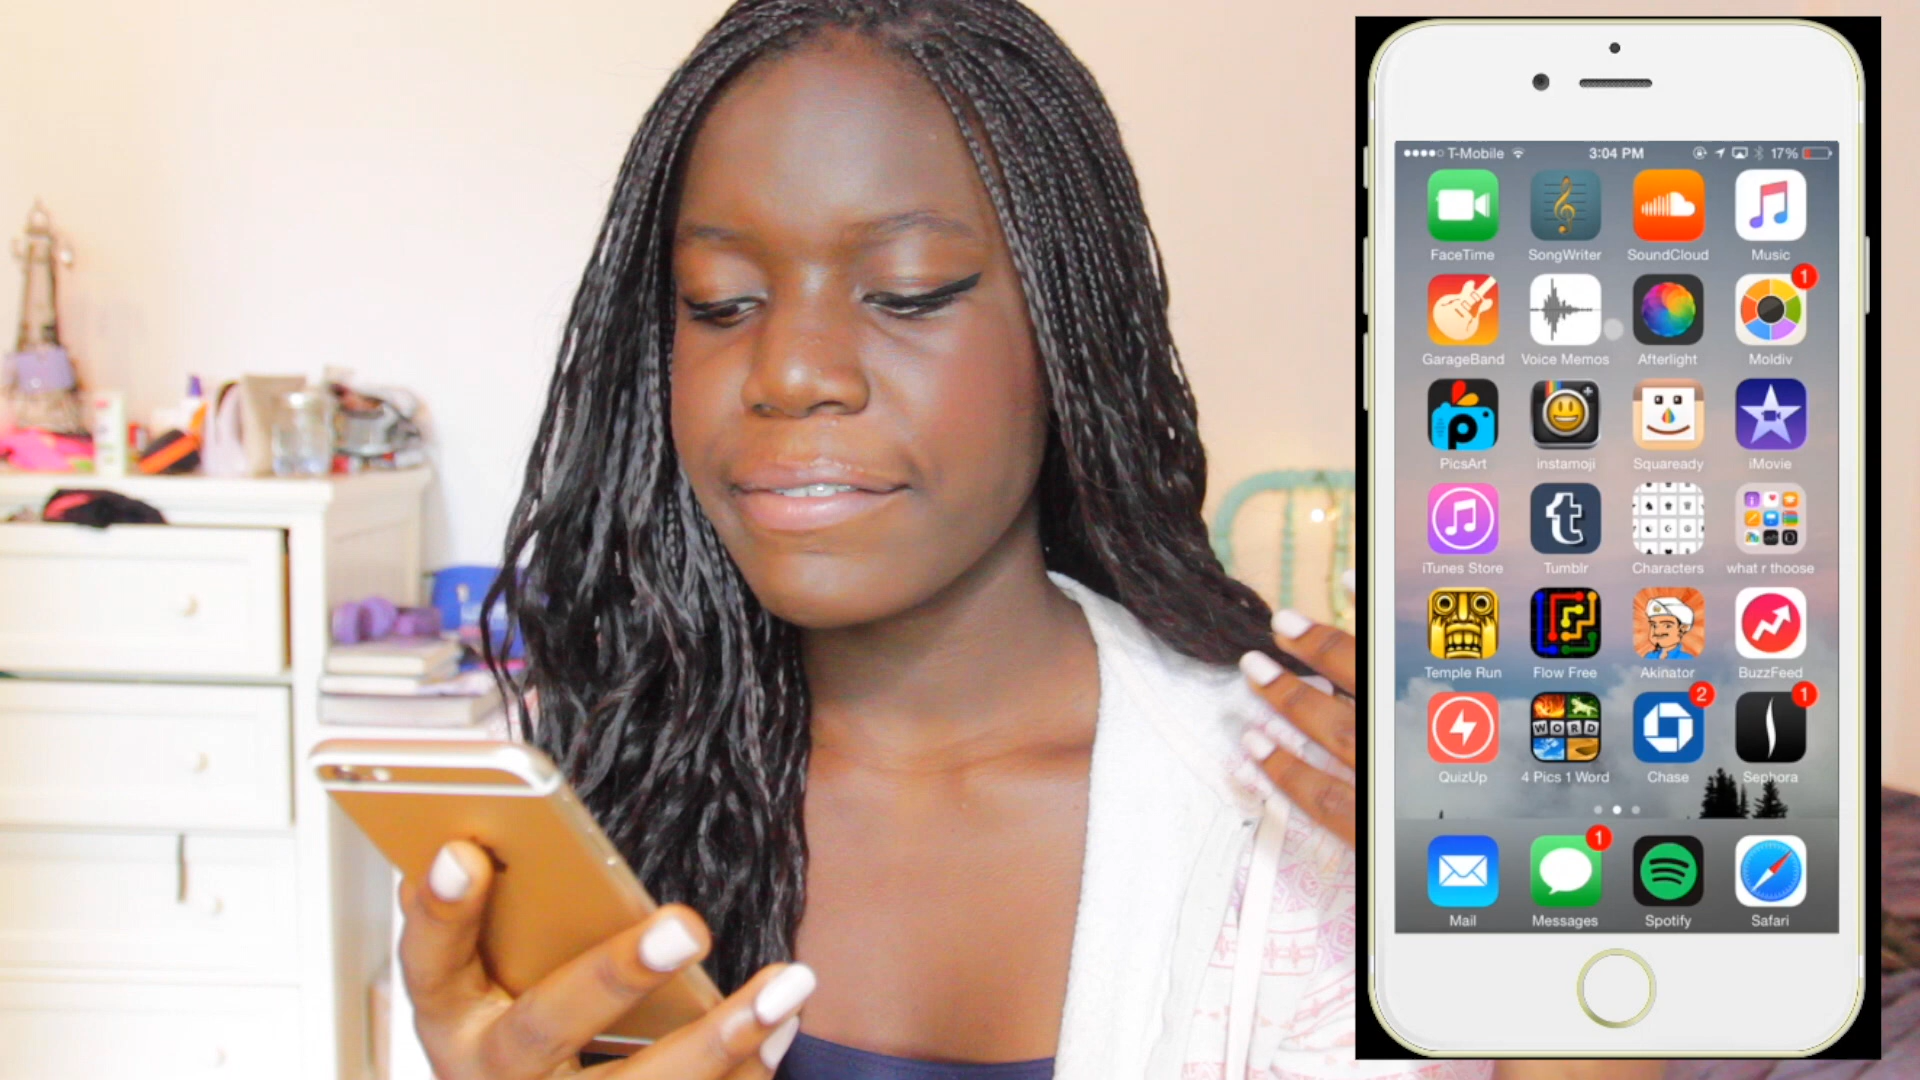 T-Mobile 3:04 PM 17%
FaceTime SongWriter SoundCloud Music
1
GarageBand Voice Memos Afterlight Moldiv
p
PicsArt instamoji Squaready iMovie
t
iTunes Store Tumblr Characters what r thoose
Temple Run Flow Free Akinator BuzzFeed
2 1
WORD
QuizUp 4 Pics 1 Word Chase Sephora
1
Mail Messages Spotify Safari